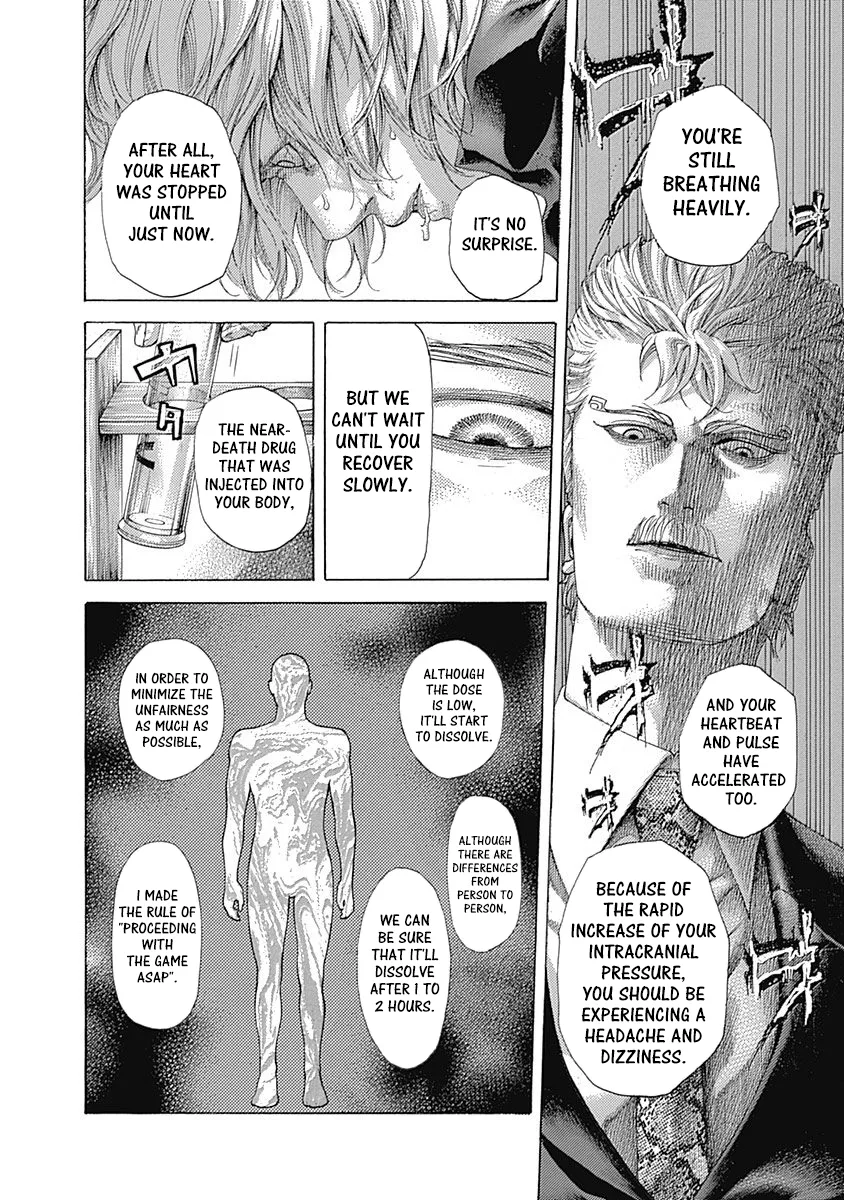 YOU'RE
STILL
BREATHING
HEAVILY.
AND YOUR
HEARTBEAT
AND PULSE
HAVE
ACCELERATED
TOO.
BECAUSE OF
THE RAPID
INCREASE OF YOUR
INTRACRANIAL
PRESSURE,
YOU SHOULD BE
EXPERIENCING A
HEADACHE AND
DIZZINESS.
IT'S NO
SURPRISE.
AFTER ALL,
YOUR HEART
WAS STOPPED
UNTIL
JUST NOW.
BUT WE
CAN'T WAIT
UNTIL YOU
RECOVER
SLOWLY.
THE NEAR-
DEATH DRUG
THAT WAS
INJECTED INTO
YOUR BODY,
ALTHOUGH
THE DOSE
IS LOW,
IT'LL START
TO DISSOLVE.
ALTHOUGH
THERE ARE
DIFFERENCES
FROM
PERSON TO
PERSON,
WE CAN
BE SURE
THAT IT'LL
DISSOLVE
AFTER 1 TO
2 HOURS.
IN ORDER TO
MINIMIZE THE
UNFAIRNESS
AS MUCH AS
POSSIBLE,
I MADE
THE RULE OF
"PROCEEDING
WITH
THE GAME
ASAP".